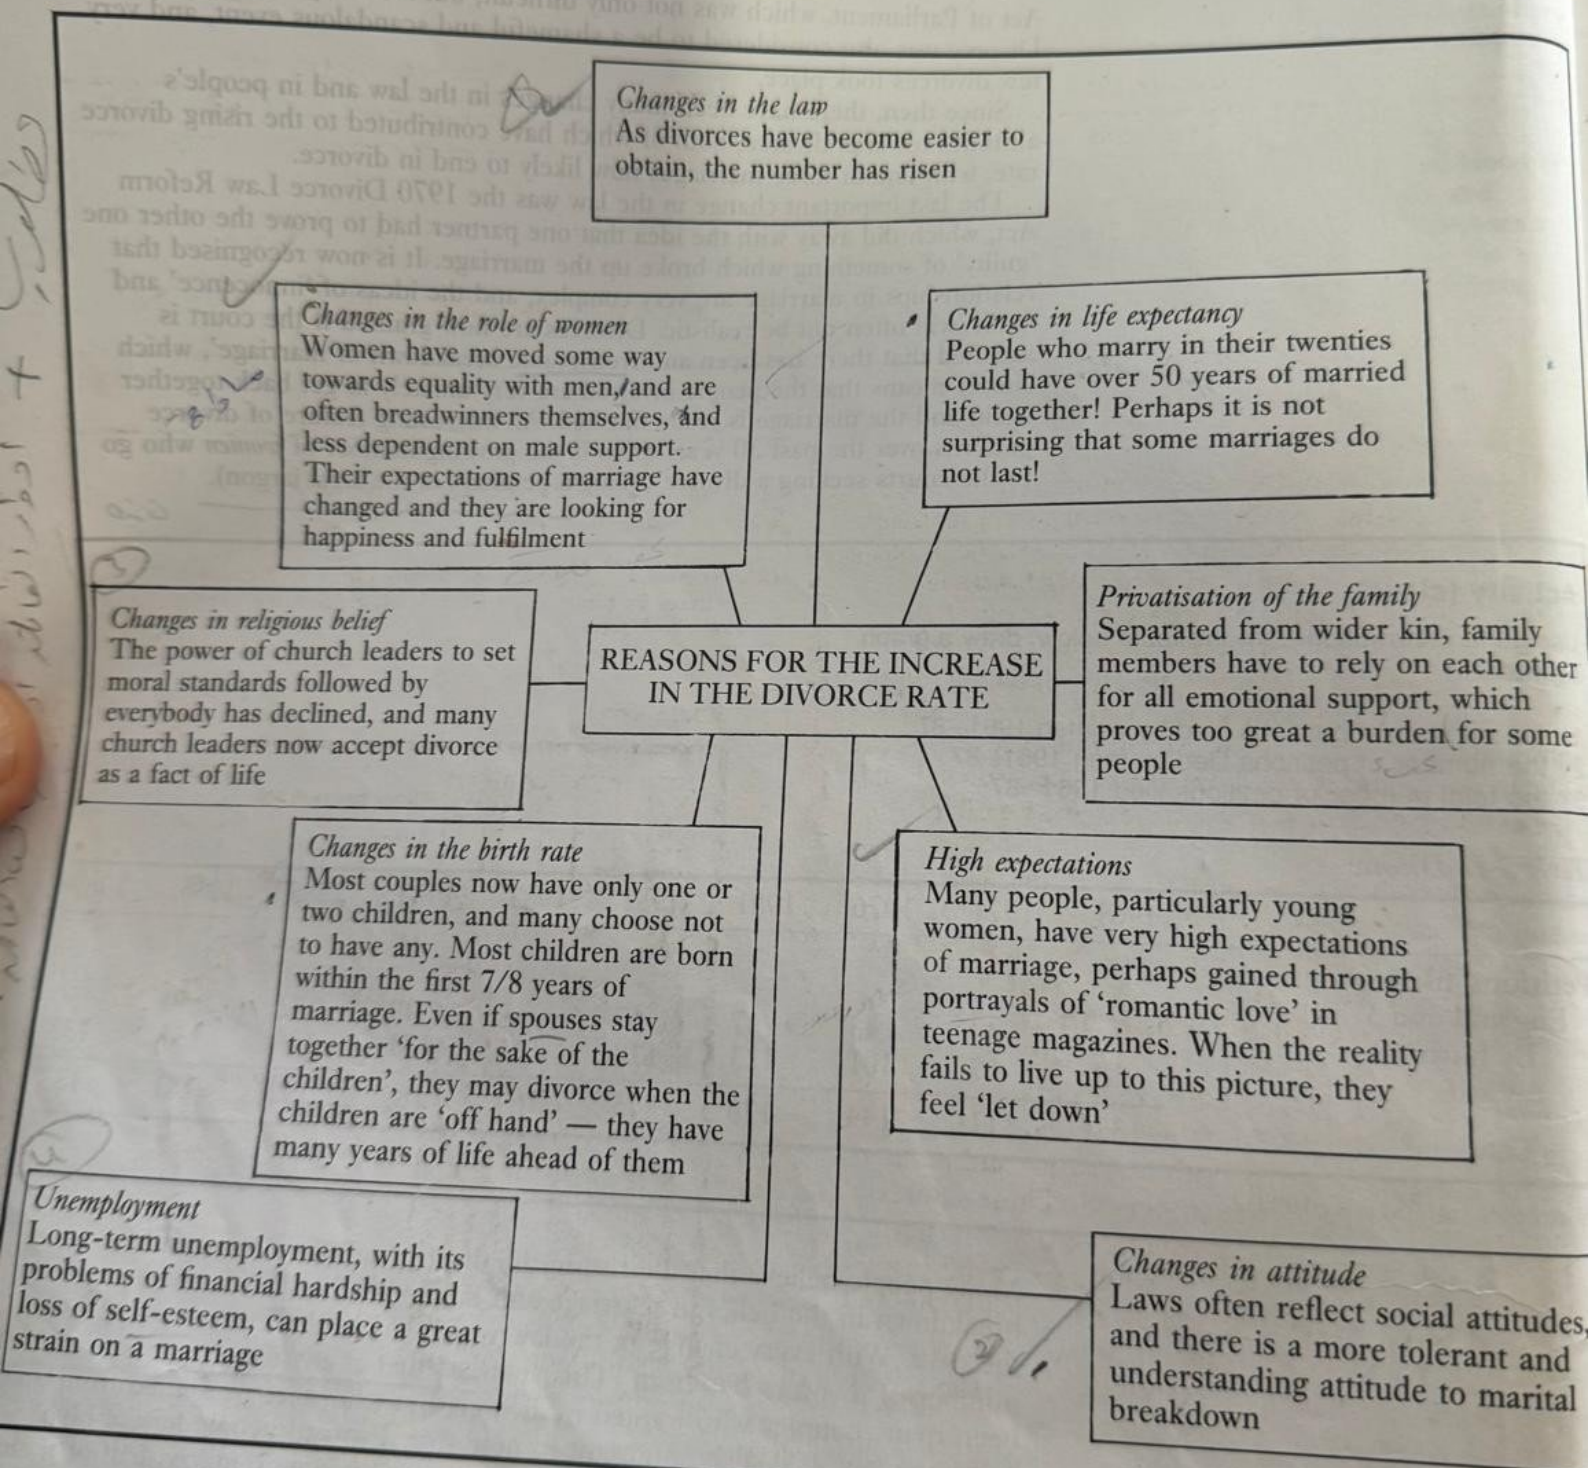 Changes in the law
As divorces have become easier to
obtain, the number has risen
Changes in the role of women
Women have moved some way
towards equality with men, and are
often breadwinners themselves, and
less dependent on male support.
Their expectations of marriage have
changed and they are looking for
happiness and fulfilment
Changes in life expectancy
People who marry in their twenties
could have over 50 years of married
life together! Perhaps it is not
surprising that some marriages do
not last!
Changes in religious belief
The power of church leaders to set
moral standards followed by
everybody has declined, and many
church leaders now accept divorce
as a fact of life
REASONS FOR THE INCREASE
IN THE DIVORCE RATE
Privatisation of the family
Separated from wider kin, family
members have to rely on each other
for all emotional support, which
proves too great a burden for some
people
Changes in the birth rate
Most couples now have only one or
two children, and many choose not
to have any. Most children are born
within the first 7/8 years of
marriage. Even if spouses stay
together ‘for the sake of the
children’, they may divorce when the
children are ‘off hand’ — they have
many years of life ahead of them
High expectations
Many people, particularly young
women, have very high expectations
of marriage, perhaps gained through
portrayals of ‘romantic love’ in
teenage magazines. When the reality
fails to live up to this picture, they
feel ‘let down’
Unemployment
Long-term unemployment, with its
problems of financial hardship and
loss of self-esteem, can place a great
strain on a marriage
Changes in attitude
Laws often reflect social attitudes,
and there is a more tolerant and
understanding attitude to marital
breakdown